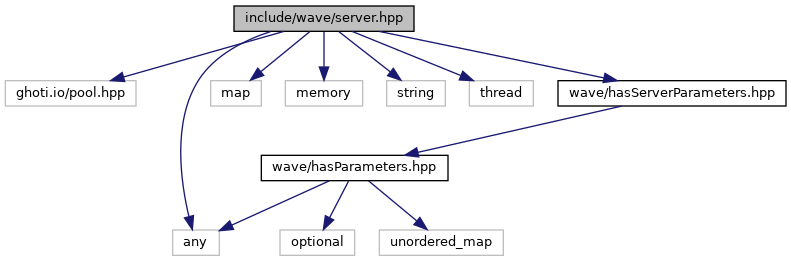 include/wave/server.hpp
ghoti.io/pool.hpp
map
memory
string
thread
wave/hasServerParameters.hpp
wave/hasParameters.hpp
any
optional
unordered_map